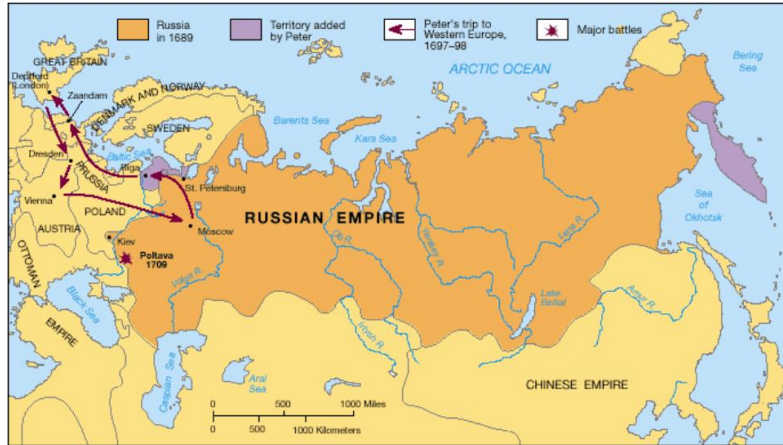 Russia
in 1689
Territory added
by Peter
Peter's trip to
Western Europe,
1697–98
Major battles
GREAT BRITAIN
Deptford
(London)
Zaandam
DENMARK AND NORWAY
SWEDEN
ARCTIC OCEAN
Bering
Sea
Barents Sea
Kara Sea
Dresden
Baltic Sea
Riga
St. Petersburg
PRUSSIA
Vienna
POLAND
Moscow
RUSSIAN EMPIRE
AUSTRIA
Kiev
Poltava
1709
Volga R.
Ob R.
Yenisey R.
Lena R.
Sea
of
Okhotsk
OTTOMAN
EMPIRE
Black Sea
Irtysh R.
Lake
Baikal
Amur R.
Caspian Sea
Aral
Sea
CHINESE EMPIRE
0 500 1000 Miles
0 500 1000 Kilometers